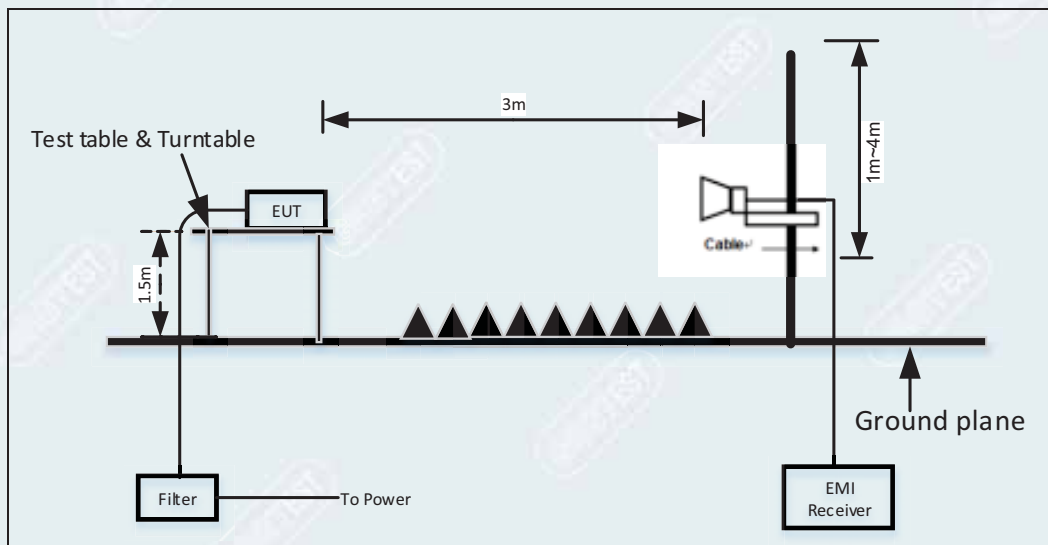 3m
1m~4m
Test table & Turntable
EUT
Cable
1.5m
Ground plane
Filter
To Power
EMI
Receiver